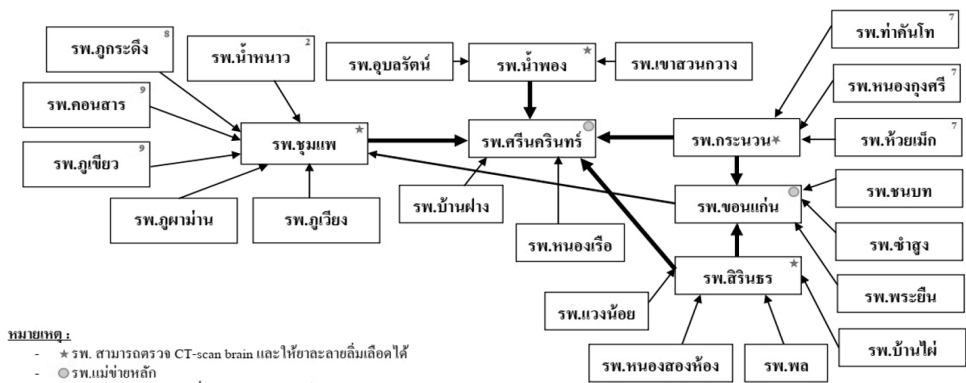 รพ.ภูกระดึง 8
รพ.น้ำหนาว 2
รพ.อุบลรัตน์
รพ.น้ำพอง
รพ.เขาสวนกวาง
รพ.ท่าคันโท 7
รพ.คอนสาร 9
รพ.หนองกุงศรี 7
รพ.ชุมแพ
รพ.ศรีนครินทร์
รพ.กระนวน
รพ.ห้วยเม็ก 7
รพ.ภูเขียว 9
รพ.ชนบท
รพ.ภูผาม่าน
รพ.ภูเวียง
รพ.บ้านฝาง
รพ.ขอนแก่น
รพ.หนองเรือ
รพ.ซำสูง
รพ.สิรินธร
รพ.พระยืน
รพ.แวงน้อย
รพ.บ้านไผ่
รพ.หนองสองห้อง
รพ.พล
หมายเหตุ :
- ★ รพ. สามารถตรวจ CT-scan brain และให้ยาละลายลิ่มเลือดได้
- รพ.แม่ข่ายหลัก